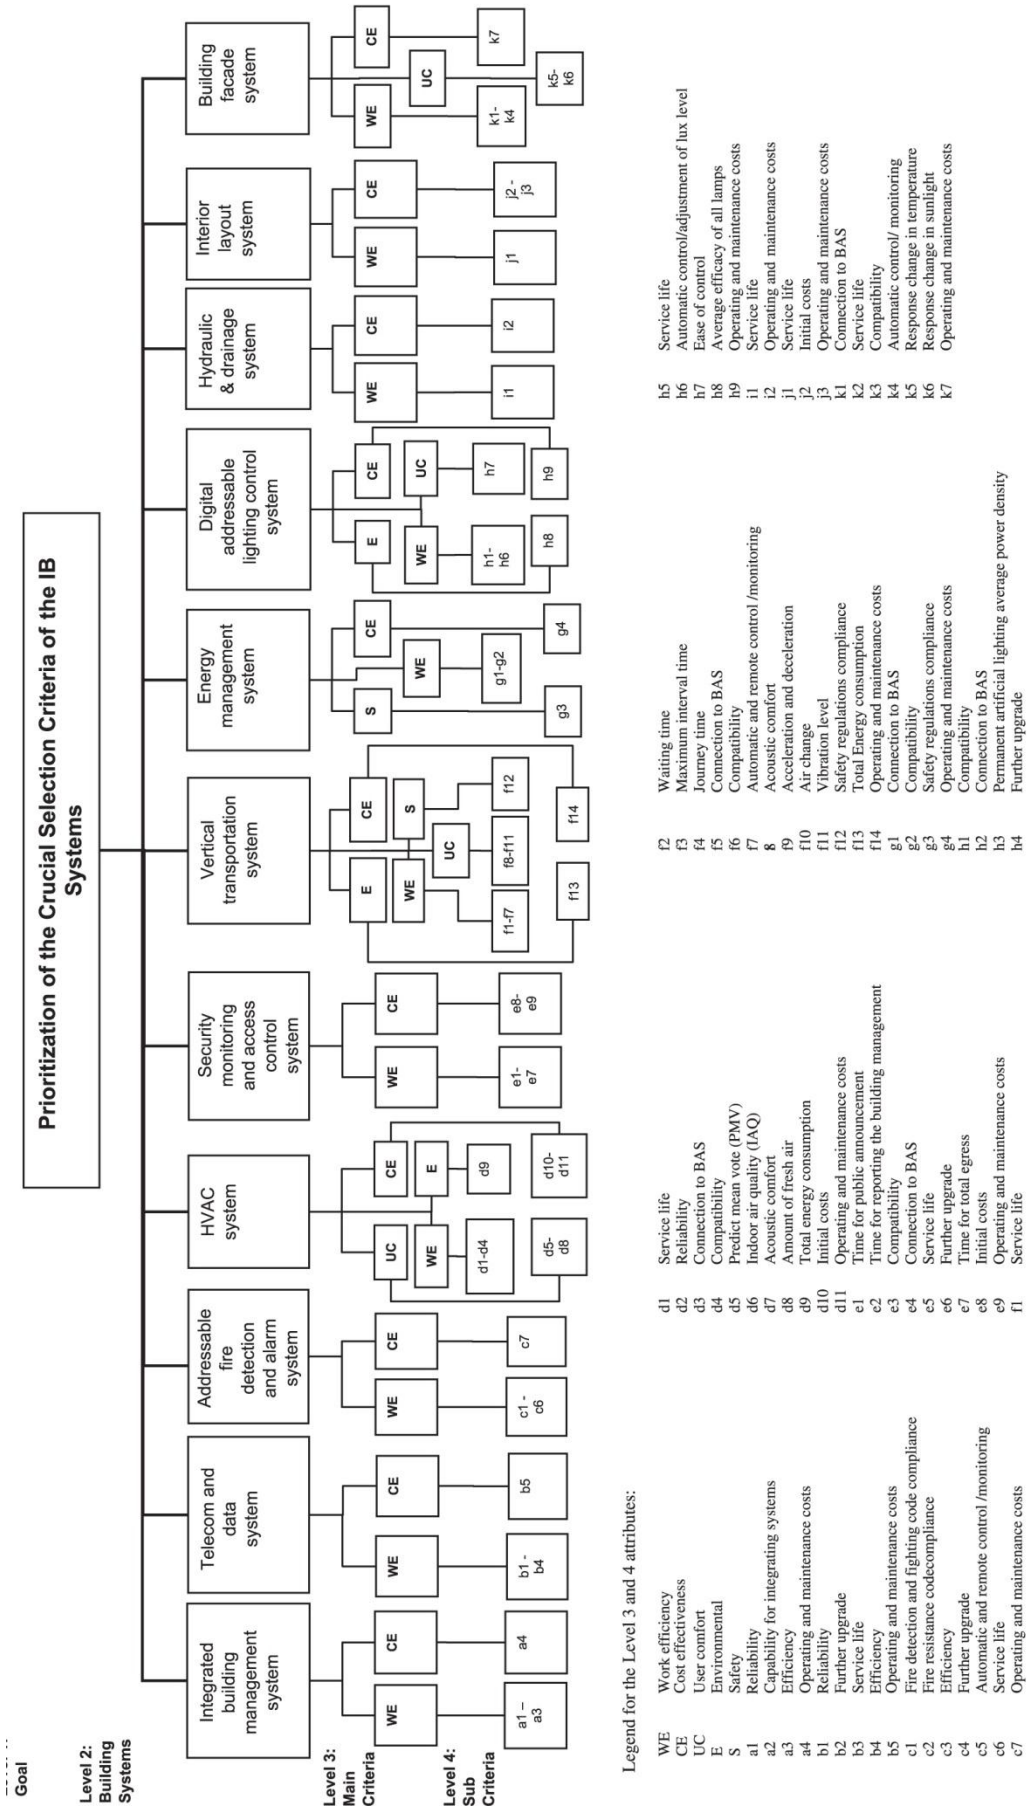 Goal
Prioritization of the Crucial Selection Criteria of the IB
Systems
Level 2:
Building
Systems
Integrated
building
management
system
Telecom and
data
system
Addressable
fire
detection
and alarm
system
HVAC
system
Security
monitoring
and access
control
system
Vertical
transportation
system
Energy
management
system
Digital
addressable
lighting control
system
Hydraulic
& drainage
system
Interior
layout
system
Building
facade
system
Level 3:
Main
Criteria
WE
CE
WE
CE
WE
CE
UC
CE
WE
E
WE
CE
E
CE
WE
S
UC
S
CE
WE
E
CE
WE
UC
WE
CE
WE
CE
WE
CE
UC
Level 4:
Sub
Criteria
a1 –
a3
a4
b1 -
b4
b5
c1 -
c6
c7
d1-d4
d9
d5-
d8
d10-
d11
e1-
e7
e8-
e9
f1-f7
f8-f11
f12
f13
f14
g3
g1-g2
g4
h1-
h6
h7
h8
h9
i1
i2
j1
j2 -
j3
k1-
k4
k7
k5-
k6
Legend for the Level 3 and 4 attributes:
WE Work efficiency
CE Cost effectiveness
UC User comfort
E Environmental
S Safety
a1 Reliability
a2 Capability for integrating systems
a3 Efficiency
a4 Operating and maintenance costs
b1 Reliability
b2 Further upgrade
b3 Service life
b4 Efficiency
b5 Operating and maintenance costs
c1 Fire detection and fighting code compliance
c2 Fire resistance codecompliance
c3 Efficiency
c4 Further upgrade
c5 Automatic and remote control /monitoring
c6 Service life
c7 Operating and maintenance costs
d1 Service life
d2 Reliability
d3 Connection to BAS
d4 Compatibility
d5 Predict mean vote (PMV)
d6 Indoor air quality (IAQ)
d7 Acoustic comfort
d8 Amount of fresh air
d9 Total energy consumption
d10 Initial costs
d11 Operating and maintenance costs
e1 Time for public announcement
e2 Time for reporting the building management
e3 Compatibility
e4 Connection to BAS
e5 Service life
e6 Further upgrade
e7 Time for total egress
e8 Initial costs
e9 Operating and maintenance costs
f1 Service life
f2 Waiting time
f3 Maximum interval time
f4 Journey time
f5 Connection to BAS
f6 Compatibility
f7 Automatic and remote control /monitoring
8 Acoustic comfort
f9 Acceleration and deceleration
f10 Air change
f11 Vibration level
f12 Safety regulations compliance
f13 Total Energy consumption
f14 Operating and maintenance costs
g1 Connection to BAS
g2 Compatibility
g3 Safety regulations compliance
g4 Operating and maintenance costs
h1 Compatibility
h2 Connection to BAS
h3 Permanent artificial lighting average power density
h4 Further upgrade
h5 Service life
h6 Automatic control/adjustment of lux level
h7 Ease of control
h8 Average efficacy of all lamps
h9 Operating and maintenance costs
i1 Service life
i2 Operating and maintenance costs
j1 Service life
j2 Initial costs
j3 Operating and maintenance costs
k1 Connection to BAS
k2 Service life
k3 Compatibility
k4 Automatic control/ monitoring
k5 Response change in temperature
k6 Response change in sunlight
k7 Operating and maintenance costs